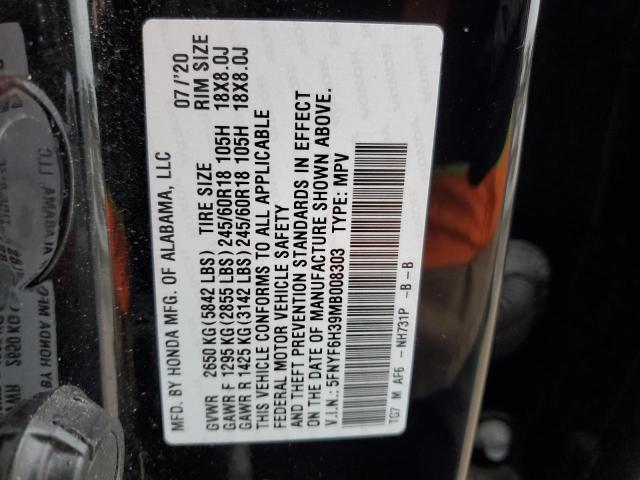 MFD. BY HONDA MFG. OF ALABAMA, LLC 07/'20
GVWR 2650 KG (5842 LBS) TIRE SIZE RIM SIZE
GAWR F 1295 KG (2855 LBS) 245/60R18 105H 18X8.0J
GAWR R 1425 KG (3142 LBS) 245/60R18 105H 18X8.0J
THIS VEHICLE CONFORMS TO ALL APPLICABLE
FEDERAL MOTOR VEHICLE SAFETY
AND THEFT PREVENTION STANDARDS IN EFFECT
ON THE DATE OF MANUFACTURE SHOWN ABOVE.
V.I.N.: 5FNYF6H39MB008303 TYPE: MPV
TG7 M AF6 -NH731P -B -B